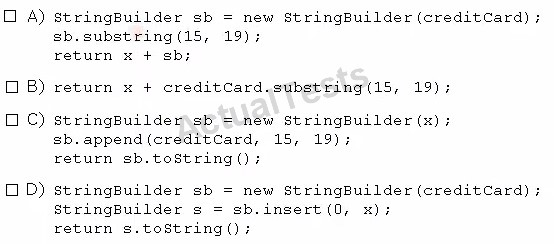 A) StringBuilder sb = new StringBuilder(creditCard);
sb.substring(15, 19);
return x + sb;
B) return x + creditCard.substring(15, 19);
C) StringBuilder sb = new StringBuilder(x);
sb.append(creditCard, 15, 19);
return sb.toString();
D) StringBuilder sb = new StringBuilder(creditCard);
StringBuilder s = sb.insert(0, x);
return s.toString();
ActualTests